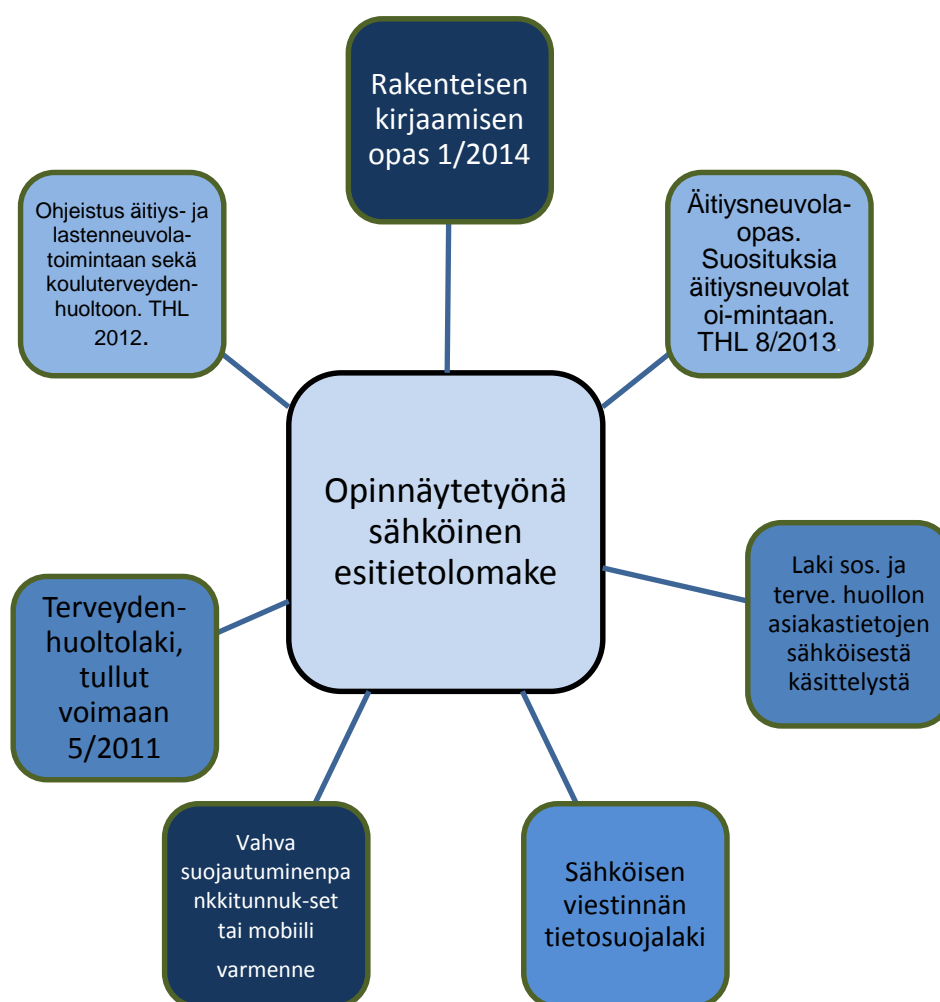 Rakenteisen
kirjaamisen
opas 1/2014
Ohjeistus äitiys- ja
lastenneuvola-
toimintaan sekä
kouluterveyden-
huoltoon. THL
2012.
Äitiysneuvola-
opas.
Suosituksia
äitiysneuvolat
oi-mintaan.
THL 8/2013.
Opinnäytetyönä
sähköinen
esitietolomake
Laki sos. ja
terve. huollon
asiakastietojen
sähköisestä
käsittelystä
Terveyden-
huoltolaki,
tullut
voimaan
5/2011
Vahva
suojautuminenpa
nkkitunnuk-set
tai mobiili
varmenne
Sähköisen
viestinnän
tietosuojalaki